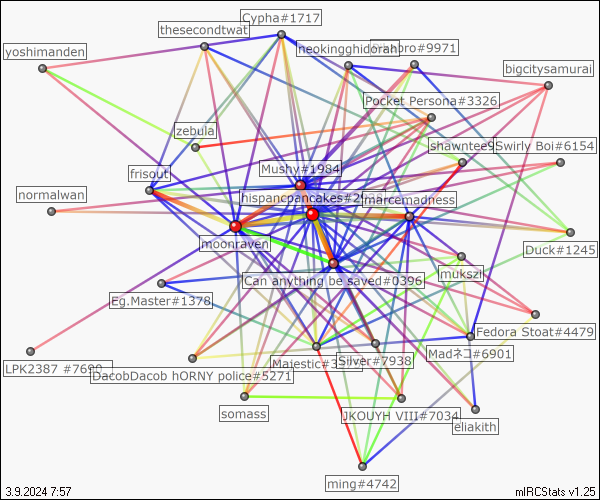 Cypha#1717
thesecondtwat
neokingghidorah
#9971
yoshimanden
bigcitysamurai
Pocket Persona#3326
zebula
shawntee
Swirly Boi#6154
Mushy#1984
frisout
hispancpancakes#2
marcemadness
normalwan
moonraven
Duck#1245
mukszi
Can anything be saved#0396
Eg.Master#1378
Fedora Stoat#4479
Madネコ#6901
Majestic#3
Silver#7938
LPK2387 #7690
DacobDacob hORNY police#5271
somass
JKOUYH VIII#7034
eliakith
ming#4742
3.9.2024 7:57
mIRCStats v1.25